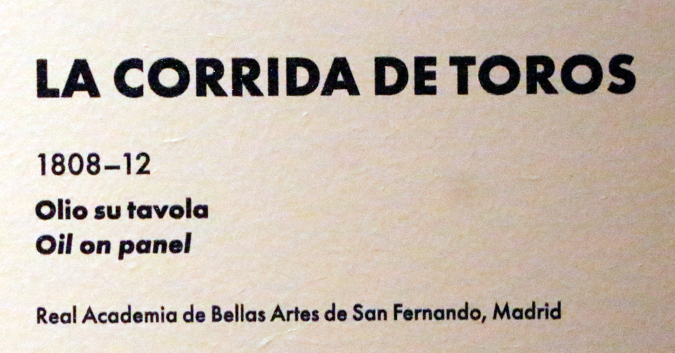 LA CORRIDA DE TOROS
1808–12
Olio su tavola
Oil on panel
Real Academia de Bellas Artes de San Fernando, Madrid